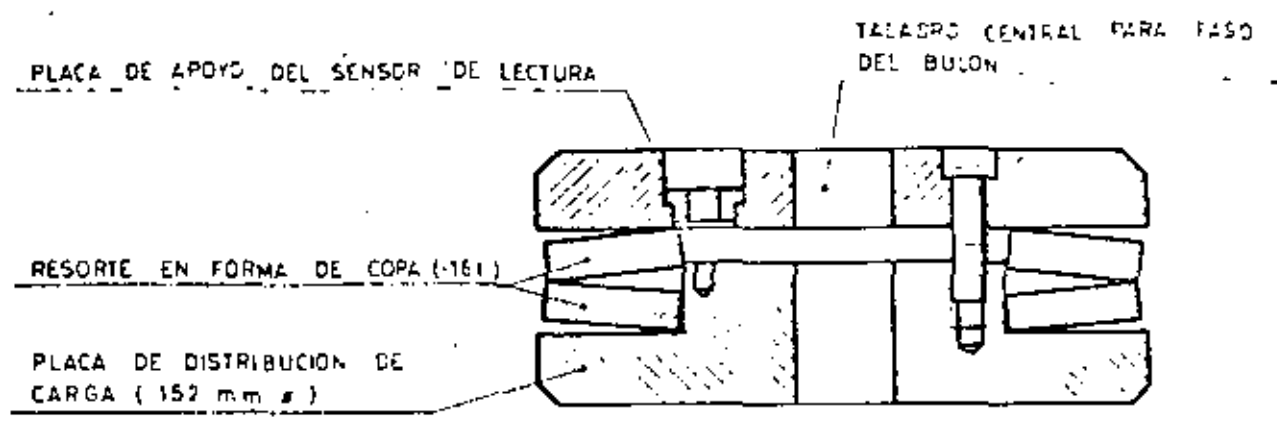 TALADRO CENTRAL PARA PASO
DEL BULON
PLACA DE APOYO DEL SENSOR DE LECTURA
RESORTE EN FORMA DE COPA (-16t)
PLACA DE DISTRIBUCION DE
CARGA ( 152 mm ø )